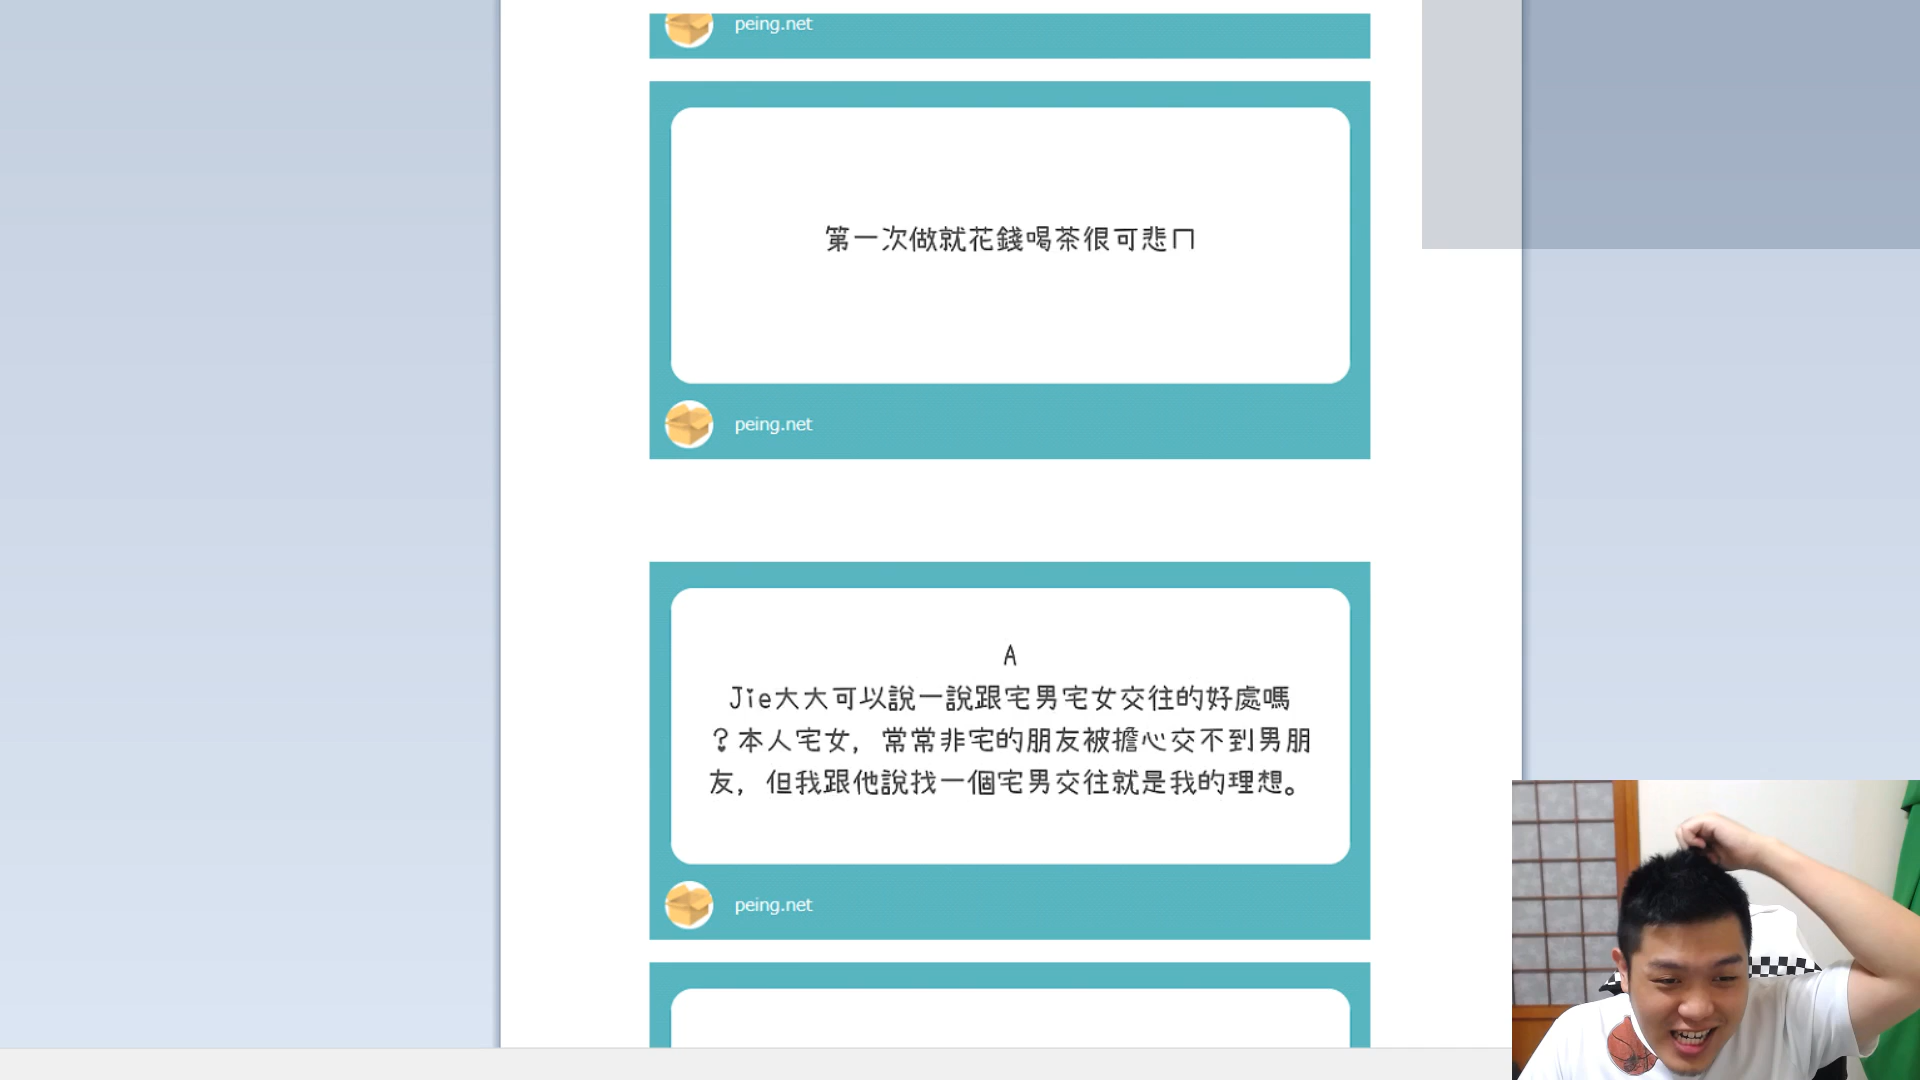 peing.net
第一次做就花錢喝茶很可悲ㄇ
peing.net
A
Jie大大可以說一說跟宅男宅女交往的好處嗎
？本人宅女，常常非宅的朋友被擔心交不到男朋
友，但我跟他說找一個宅男交往就是我的理想。
peing.net